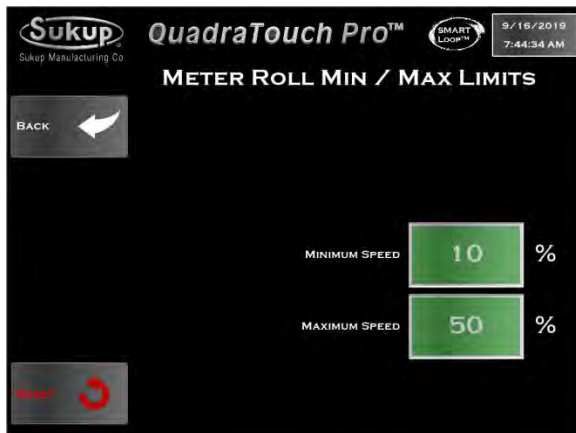 Sukup®
Sukup Manufacturing Co
QuadraTouch Pro™
SMART
LOOP™
9/16/2019
7:44:34 AM
METER ROLL MIN / MAX LIMITS
BACK
MINIMUM SPEED
10
%
MAXIMUM SPEED
50
%
RESET